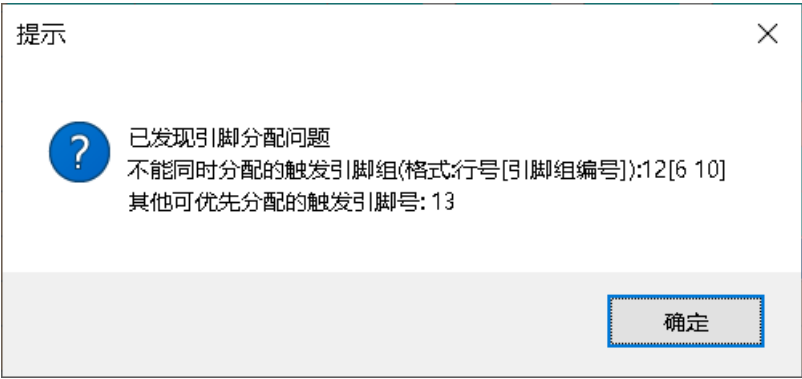 提示
已发现引脚分配问题
不能同时分配的触发引脚组(格式:行号[引脚组编号]):12[6 10]
其他可优先分配的触发引脚号: 13
确定